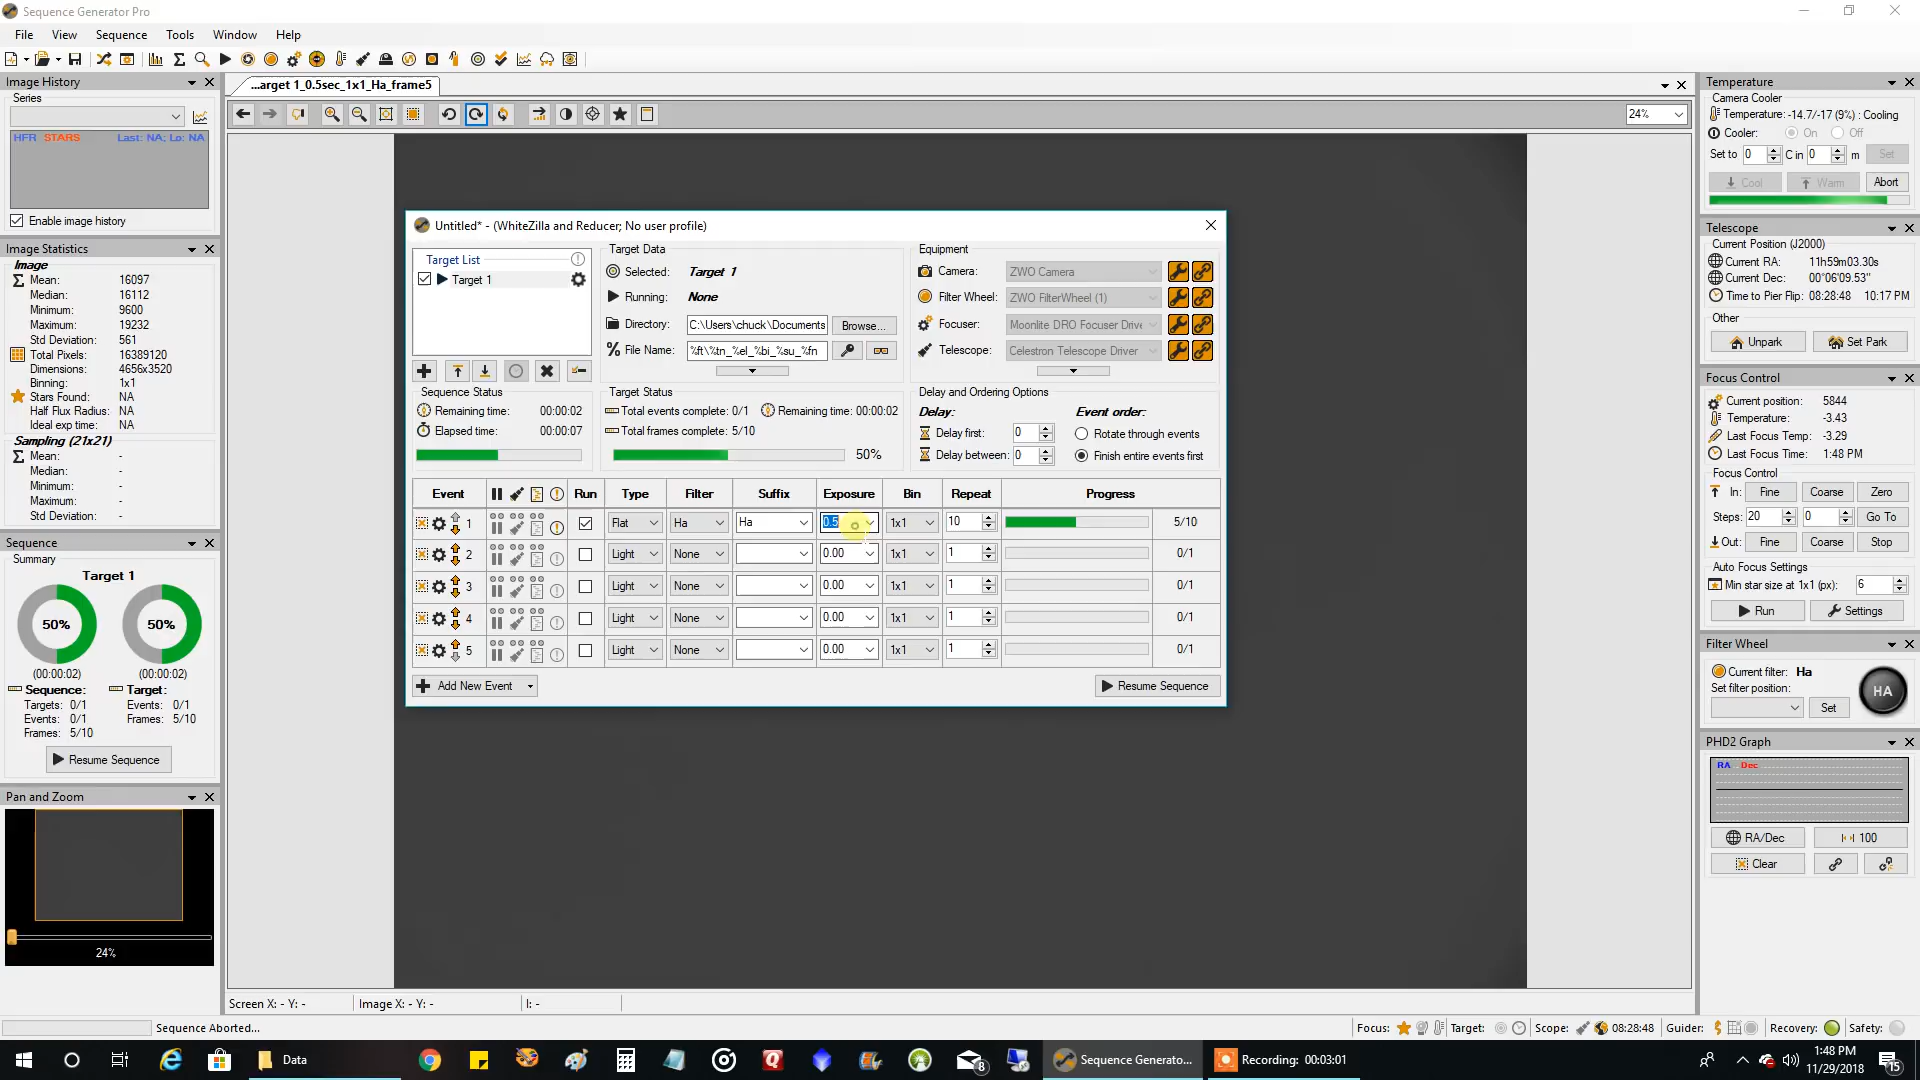 Sequence Generator Pro
File View Sequence Tools Window Help
Image History
Series
HFR STARS Last: NA; Lo: NA
Enable image history
Image Statistics
Image
Mean: 16097
Median: 16112
Minimum: 9600
Maximum: 19232
Std Deviation: 561
Total Pixels: 16389120
Dimensions: 4656x3520
Binning: 1x1
Stars Found: NA
Half Flux Radius: NA
Ideal exp time: NA
Sampling (21x21)
Mean: -
Median: -
Minimum: -
Maximum: -
Std Deviation: -
Sequence
Summary
Target 1
50% 50%
(00:00:02) (00:00:02)
Sequence: Target:
Targets: 0/1 Events: 0/1
Events: 0/1 Frames: 5/10
Frames: 5/10
Resume Sequence
Pan and Zoom
24%
...arget 1_0.5sec_1x1_Ha_frame5
24%
Untitled* - (WhiteZilla and Reducer; No user profile)
Target List
Target 1
Target Data
Selected: Target 1
Running: None
Directory: C:\Users\chuck\Documents Browse...
File Name: %ft\%tn_%el_%bi_%su_%fn
Equipment
Camera: ZWO Camera
Filter Wheel: ZWO FilterWheel (1)
Focuser: Moonlite DRO Focuser Drive
Telescope: Celestron Telescope Driver
Sequence Status
Remaining time: 00:00:02
Elapsed time: 00:00:07
Target Status
Total events complete: 0/1 Remaining time: 00:00:02
Total frames complete: 5/10
50%
Delay and Ordering Options
Delay: Event order:
Delay first: 0 Rotate through events
Delay between: 0 Finish entire events first
Event Run Type Filter Suffix Exposure Bin Repeat Progress
1 Flat Ha Ha 0.5 1x1 10 5/10
2 Light None 0.00 1x1 1 0/1
3 Light None 0.00 1x1 1 0/1
4 Light None 0.00 1x1 1 0/1
5 Light None 0.00 1x1 1 0/1
Add New Event Resume Sequence
Screen X: - Y: - Image X: - Y: - I: -
Temperature
Camera Cooler
Temperature: -14.7/-17 (9%) : Cooling
Cooler: On Off
Set to 0 C in 0 m Set
Cool Warm Abort
Telescope
Current Position (J2000)
Current RA: 11h59m03.30s
Current Dec: 00°06'09.53"
Time to Pier Flip: 08:28:48 10:17 PM
Other
Unpark Set Park
Focus Control
Current position: 5844
Temperature: -3.43
Last Focus Temp: -3.29
Last Focus Time: 1:48 PM
Focus Control
In: Fine Coarse Zero
Steps: 20 0 Go To
Out: Fine Coarse Stop
Auto Focus Settings
Min star size at 1x1 (px): 6
Run Settings
Filter Wheel
Current filter: Ha
Set filter position:
Set
HA
PHD2 Graph
RA Dec
RA/Dec 100
Clear
Sequence Aborted...
Focus: Target: Scope: 08:28:48 Guider: Recovery: Safety:
Data
8
Sequence Generato...
Recording: 00:03:01
1:48 PM
11/29/2018
15